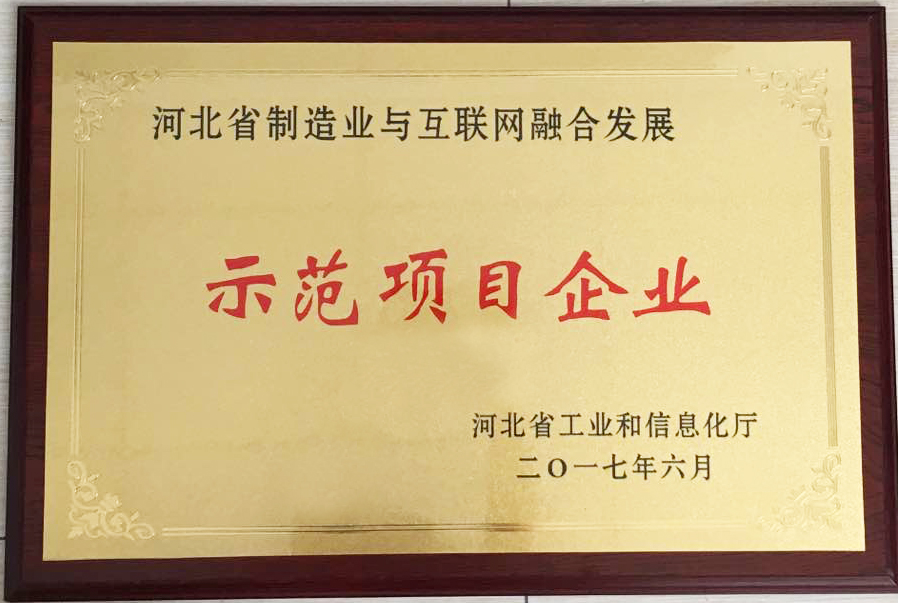 河北省制造业与互联网融合发展
示范项目企业
河北省工业和信息化厅
二〇一七年六月